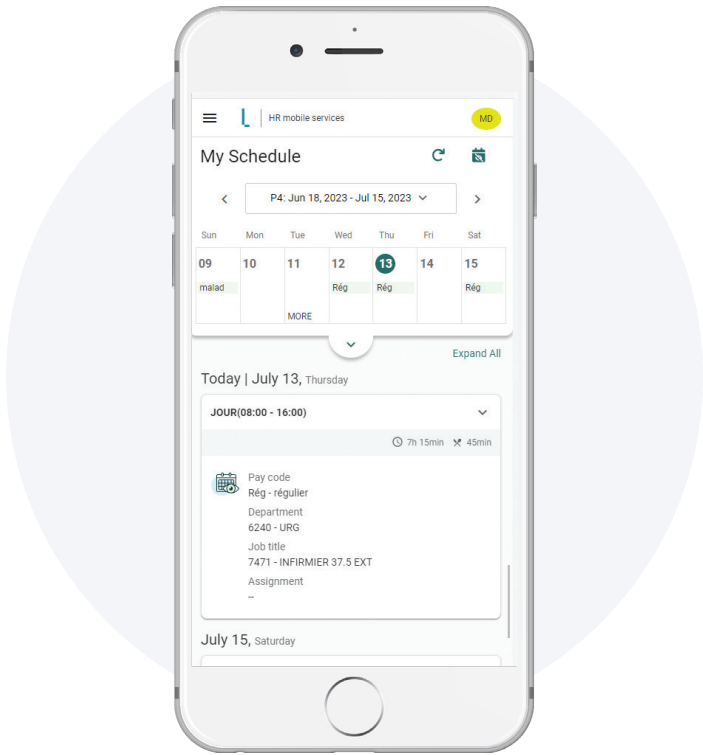 HR mobile services
MD
My Schedule
P4: Jun 18, 2023 - Jul 15, 2023
Sun Mon Tue Wed Thu Fri Sat
09 10 11 12 13 14 15
malad Rég Rég Rég
MORE
Expand All
Today | July 13, Thursday
JOUR(08:00 - 16:00)
7h 15min 45min
Pay code
Rég - régulier
Department
6240 - URG
Job title
7471 - INFIRMIER 37.5 EXT
Assignment
--
July 15, Saturday